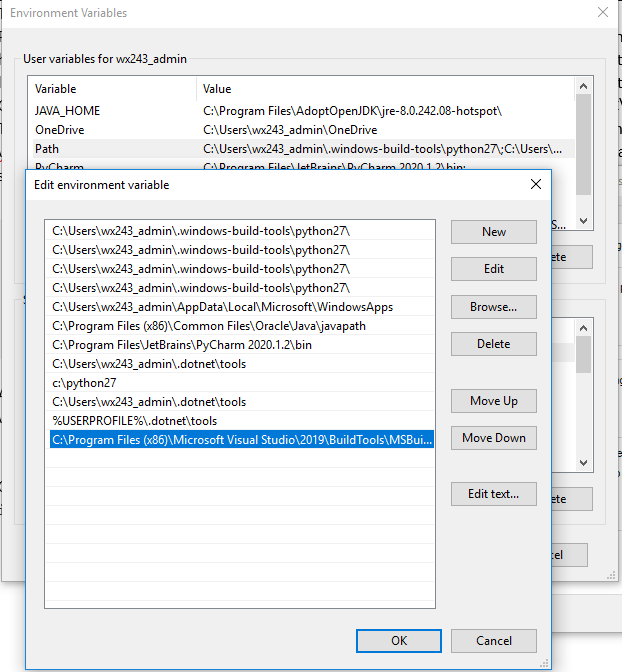 Environment Variables
User variables for wx243_admin
Variable Value
JAVA_HOME C:\Program Files\AdoptOpenJDK\jre-8.0.242.08-hotspot\
OneDrive C:\Users\wx243_admin\OneDrive
Path C:\Users\wx243_admin\.windows-build-tools\python27\;C:\Users\...
PyCharm C:\Program Files\JetBrains\PyCharm 2020.1.2\bin;
Edit environment variable
C:\Users\wx243_admin\.windows-build-tools\python27\
C:\Users\wx243_admin\.windows-build-tools\python27\
C:\Users\wx243_admin\.windows-build-tools\python27\
C:\Users\wx243_admin\.windows-build-tools\python27\
C:\Users\wx243_admin\AppData\Local\Microsoft\WindowsApps
C:\Program Files (x86)\Common Files\Oracle\Java\javapath
C:\Program Files\JetBrains\PyCharm 2020.1.2\bin
C:\Users\wx243_admin\.dotnet\tools
c:\python27
C:\Users\wx243_admin\.dotnet\tools
%USERPROFILE%\.dotnet\tools
C:\Program Files (x86)\Microsoft Visual Studio\2019\BuildTools\MSBui...
New
Edit
Browse...
Delete
Move Up
Move Down
Edit text...
OK
Cancel